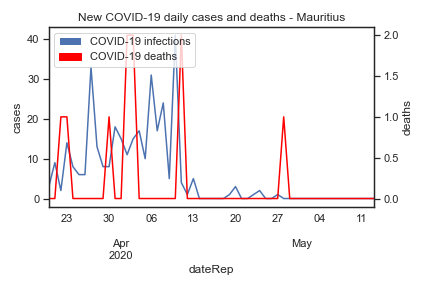 New COVID-19 daily cases and deaths - Mauritius
COVID-19 infections
COVID-19 deaths
40
30
20
10
0
cases
2.0
1.5
1.0
0.5
0.0
deaths
23 30 06 13 20 27 04 11
Apr May
2020
dateRep